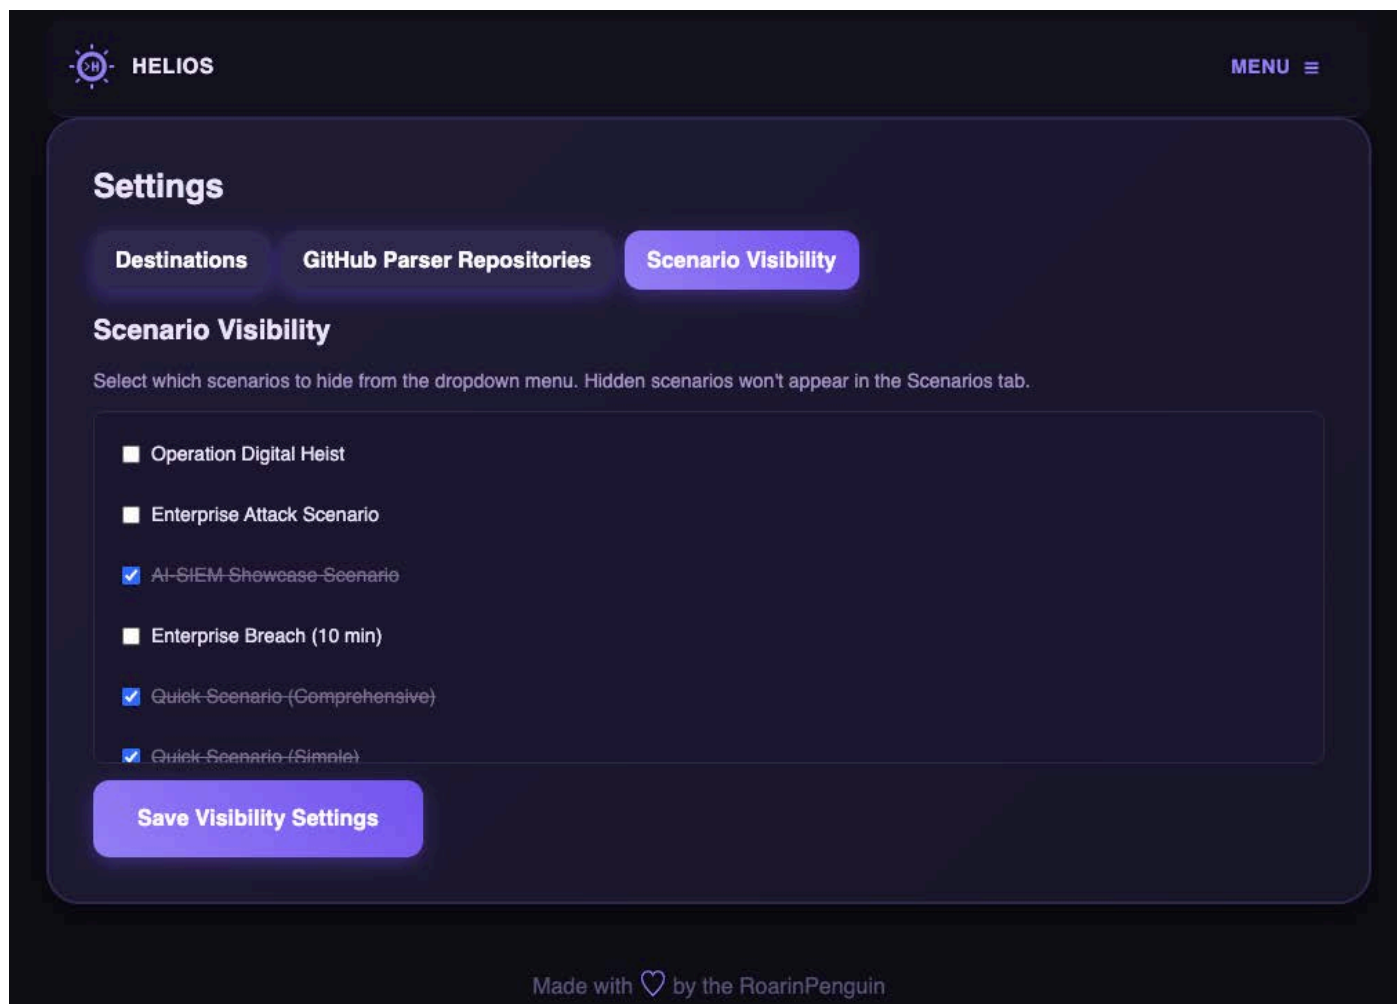 HELIOS
MENU ≡
Settings
Destinations
GitHub Parser Repositories
Scenario Visibility
Scenario Visibility
Select which scenarios to hide from the dropdown menu. Hidden scenarios won't appear in the Scenarios tab.
Operation Digital Heist
Enterprise Attack Scenario
AI-SIEM Showcase Scenario
Enterprise Breach (10 min)
Quick Scenario (Comprehensive)
Quick Scenario (Simple)
Save Visibility Settings
Made with ♡ by the RoarinPenguin